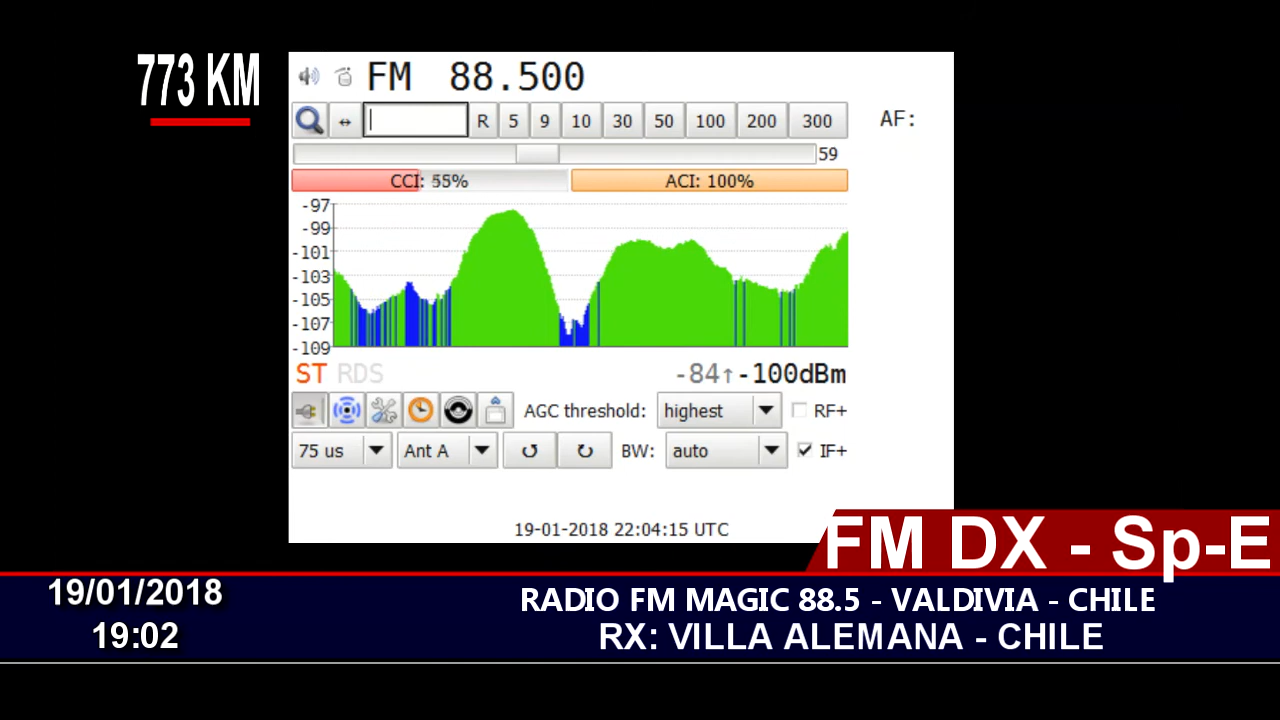 773 KM
FM 88.500
R 5 9 10 30 50 100 200 300
AF:
59
CCI: 55%
ACI: 100%
-97
-99
-101
-103
-105
-107
-109
ST RDS
-84↑-100dBm
AGC threshold: highest RF+
75 us Ant A ↺ ↻ BW: auto IF+
19-01-2018 22:04:15 UTC
FM DX - Sp-E
19/01/2018
19:02
RADIO FM MAGIC 88.5 - VALDIVIA - CHILE
RX: VILLA ALEMANA - CHILE